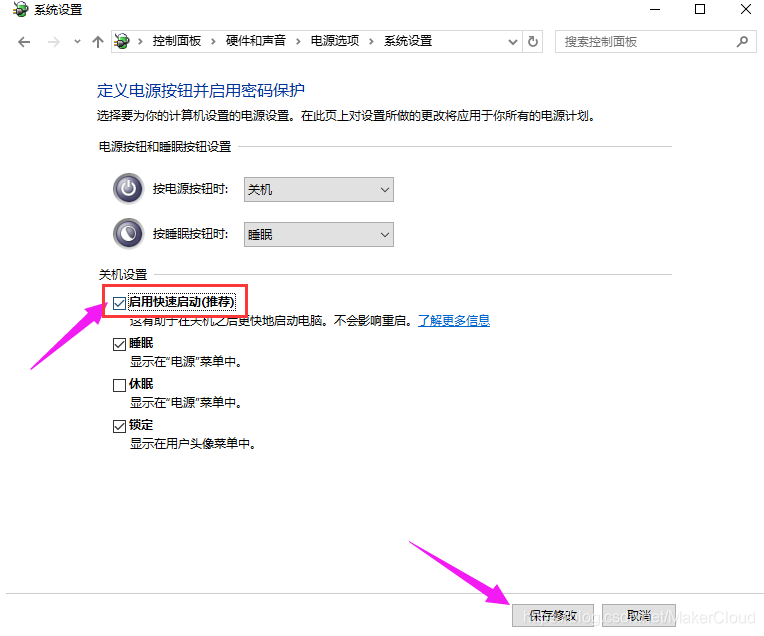 系统设置
控制面板 硬件和声音 电源选项 系统设置
搜索控制面板
定义电源按钮并启用密码保护
选择要为你的计算机设置的电源设置。在此页上对设置所做的更改将应用于你所有的电源计划。
电源按钮和睡眠按钮设置
按电源按钮时: 关机
按睡眠按钮时: 睡眠
关机设置
启用快速启动(推荐)
这有助于在关机之后更快地启动电脑。不会影响重启。了解更多信息
睡眠
显示在“电源”菜单中。
休眠
显示在“电源”菜单中。
锁定
显示在用户头像菜单中。
保存修改 取消
blog.csdn.net/MakerCloud